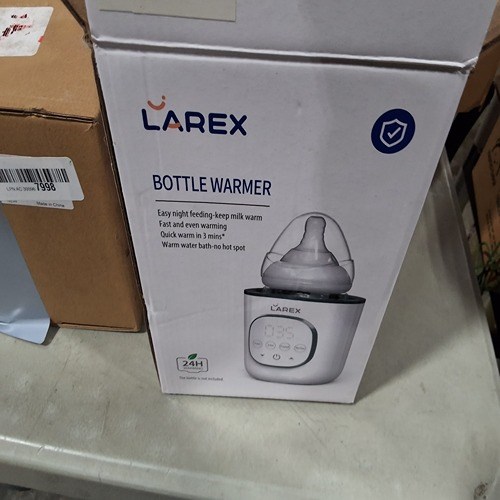 LAREX
BOTTLE WARMER
Easy night feeding-keep milk warm
Fast and even warming
Quick warm in 3 mins*
Warm water bath-no hot spot
LAREX
035
24H
7998
Made in China